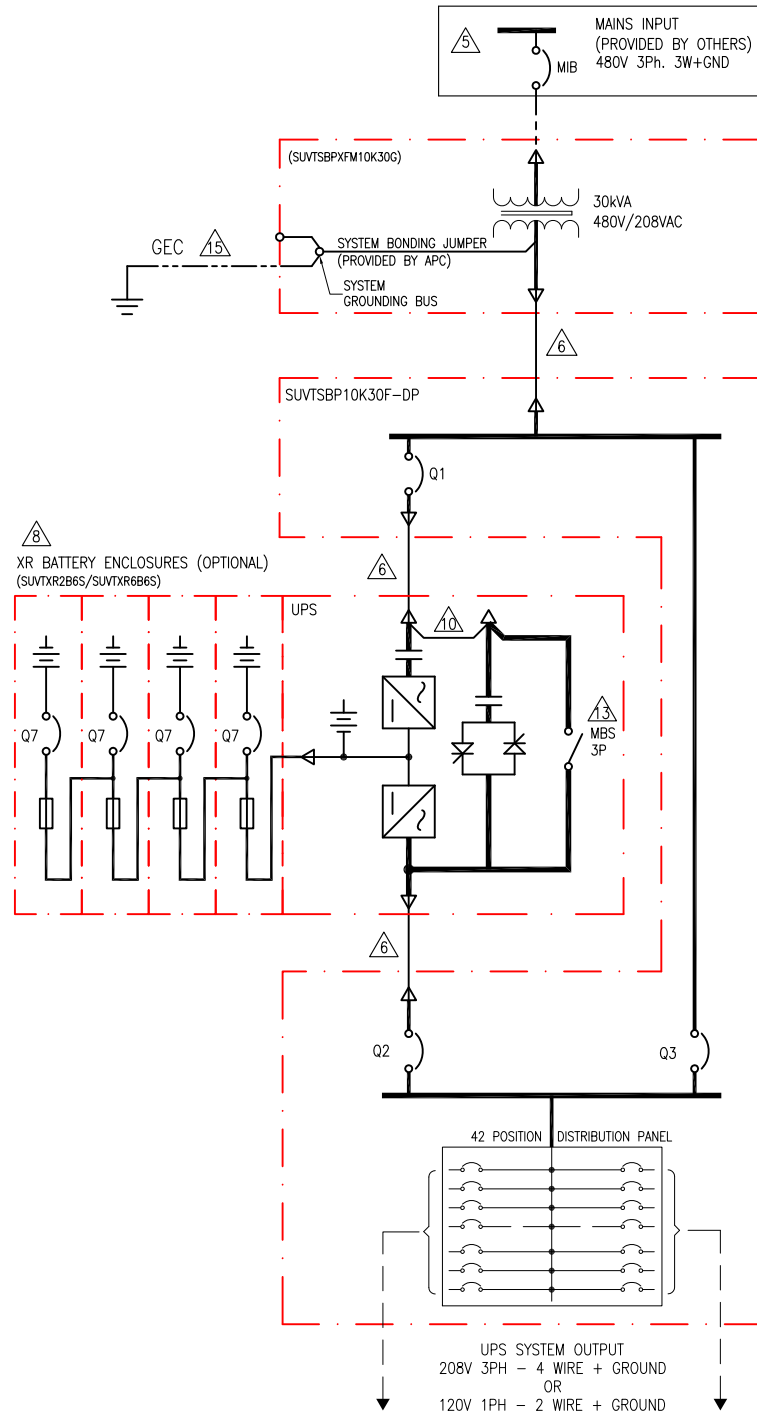 MAINS INPUT
(PROVIDED BY OTHERS)
480V 3Ph. 3W+GND
5
MIB
(SUVTSBPXFM10K30G)
30kVA
480V/208VAC
GEC
15
SYSTEM BONDING JUMPER
(PROVIDED BY APC)
SYSTEM
GROUNDING BUS
6
SUVTSBP10K30F-DP
Q1
8
XR BATTERY ENCLOSURES (OPTIONAL)
(SUVTXR2B6S/SUVTXR6B6S)
6
UPS
10
Q7
Q7
Q7
Q7
13
MBS
3P
6
Q2
Q3
42 POSITION DISTRIBUTION PANEL
UPS SYSTEM OUTPUT
208V 3PH - 4 WIRE + GROUND
OR
120V 1PH - 2 WIRE + GROUND